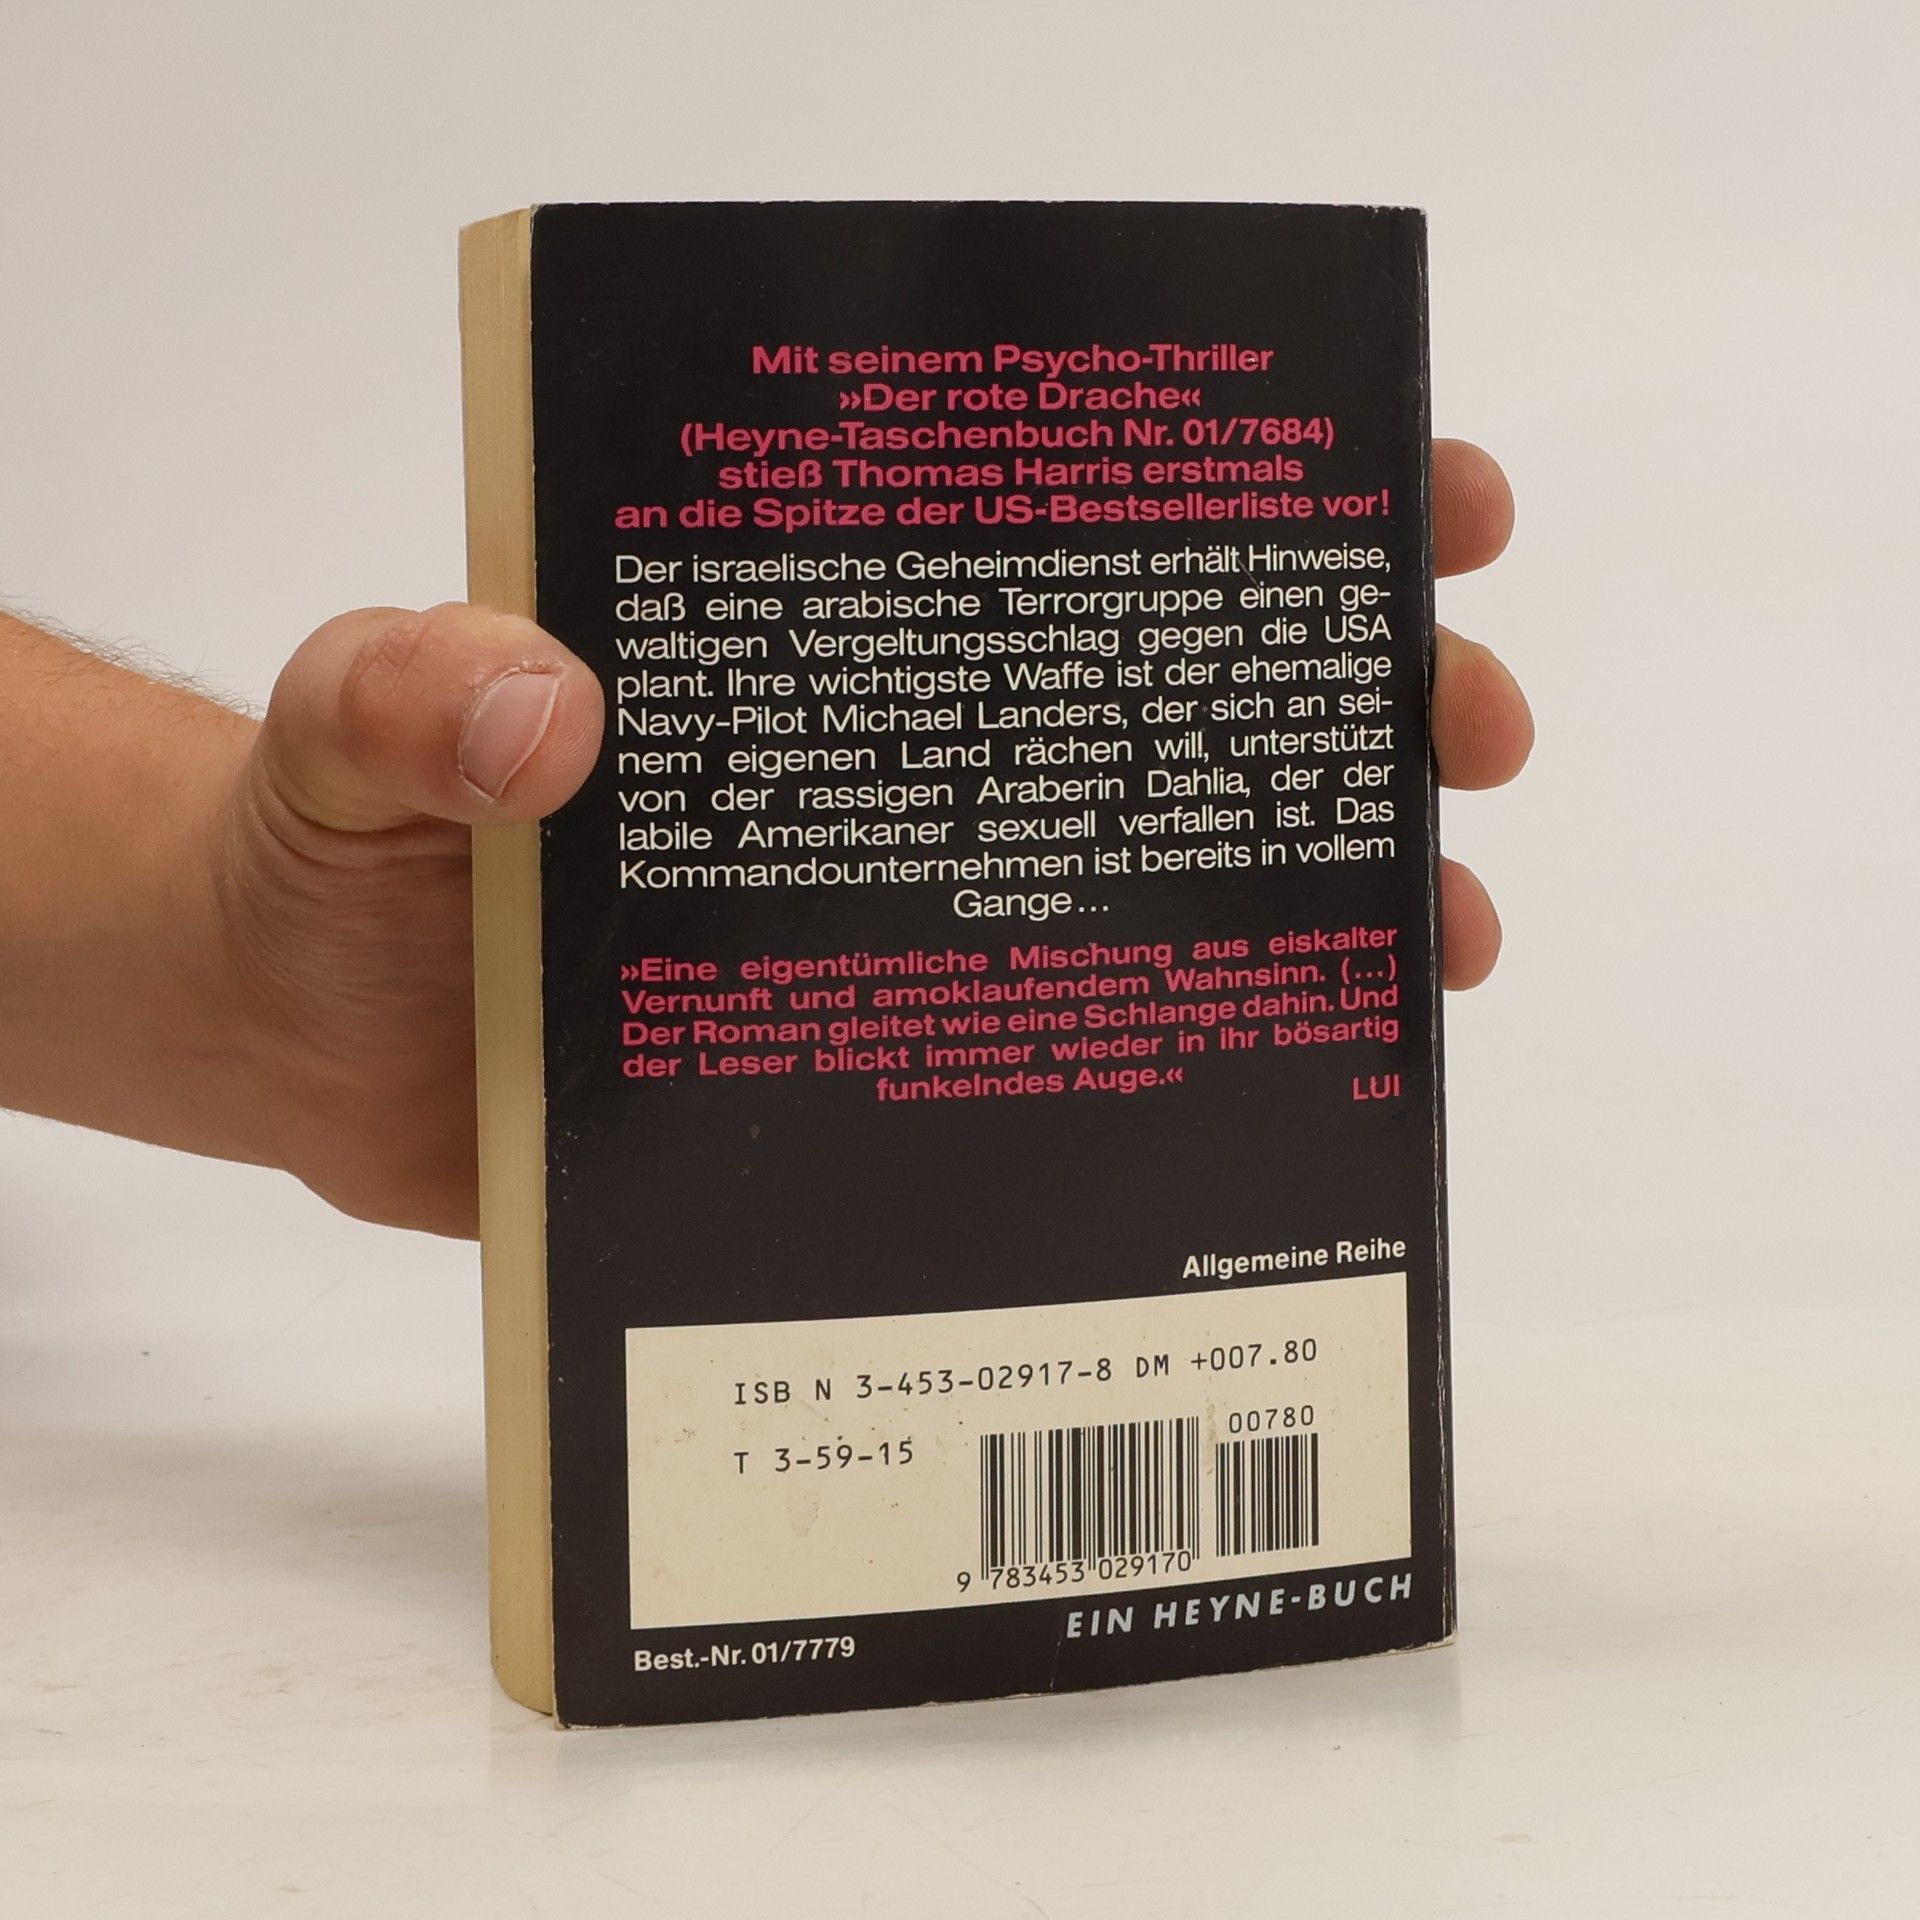 Mit seinem Psycho-Thriller
»Der rote Drache«
(Heyne-Taschenbuch Nr. 01/7684)
stieß Thomas Harris erstmals
an die Spitze der US-Bestsellerliste vor!
Der israelische Geheimdienst erhält Hinweise,
daß eine arabische Terrorgruppe einen ge-
waltigen Vergeltungsschlag gegen die USA
plant. Ihre wichtigste Waffe ist der ehemalige
Navy-Pilot Michael Landers, der sich an sei-
nem eigenen Land rächen will, unterstützt
von der rassigen Araberin Dahlia, der der
labile Amerikaner sexuell verfallen ist. Das
Kommandounternehmen ist bereits in vollem
Gange...
»Eine eigentümliche Mischung aus eiskalter
Vernunft und amoklaufendem Wahnsinn. (...)
Der Roman gleitet wie eine Schlange dahin. Und
der Leser blickt immer wieder in ihr bösartig
funkelndes Auge.«
LUI
Allgemeine Reihe
ISB N 3-453-02917-8 DM +007.80
T 3-59-15
00780
9 783453 029170
EIN HEYNE-BUCH
Best.-Nr. 01/7779